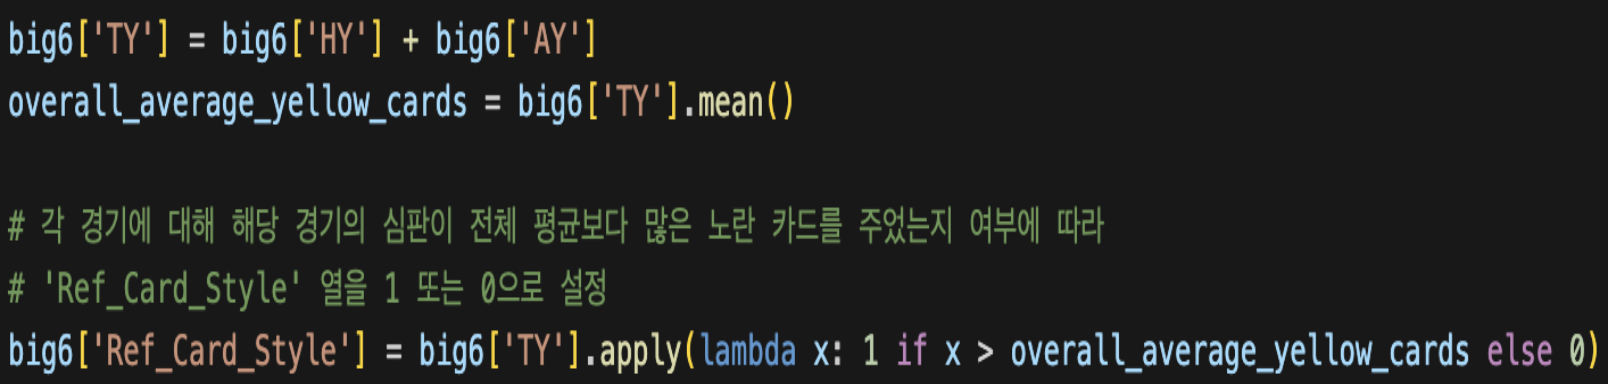 big6['TY'] = big6['HY'] + big6['AY']
overall_average_yellow_cards = big6['TY'].mean()
# 각 경기에 대해 해당 경기의 심판이 전체 평균보다 많은 노란 카드를 주었는지 여부에 따라
# 'Ref_Card_Style' 열을 1 또는 0으로 설정
big6['Ref_Card_Style'] = big6['TY'].apply(lambda x: 1 if x > overall_average_yellow_cards else 0)